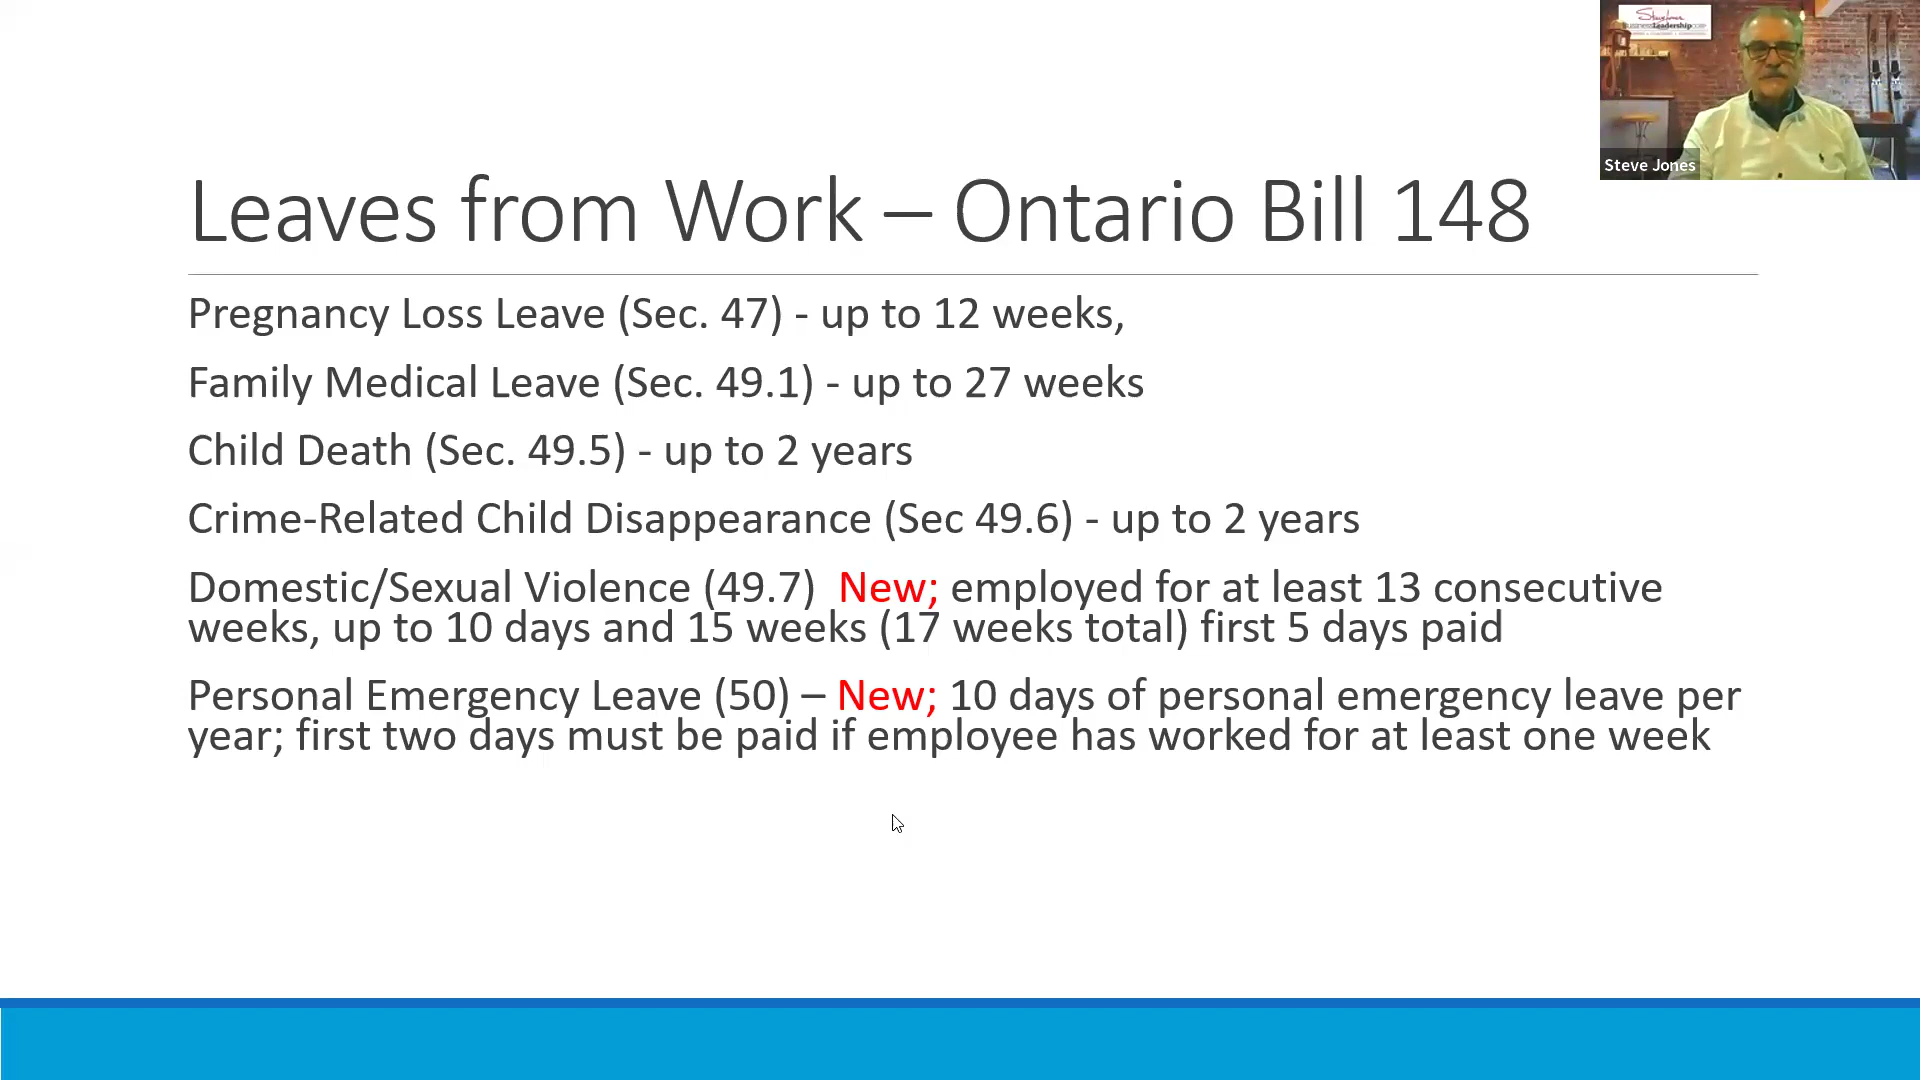 Leadership
Steve Jones
Leaves from Work – Ontario Bill 148
Pregnancy Loss Leave (Sec. 47) - up to 12 weeks,
Family Medical Leave (Sec. 49.1) - up to 27 weeks
Child Death (Sec. 49.5) - up to 2 years
Crime-Related Child Disappearance (Sec 49.6) - up to 2 years
Domestic/Sexual Violence (49.7) New; employed for at least 13 consecutive
weeks, up to 10 days and 15 weeks (17 weeks total) first 5 days paid
Personal Emergency Leave (50) – New; 10 days of personal emergency leave per
year; first two days must be paid if employee has worked for at least one week